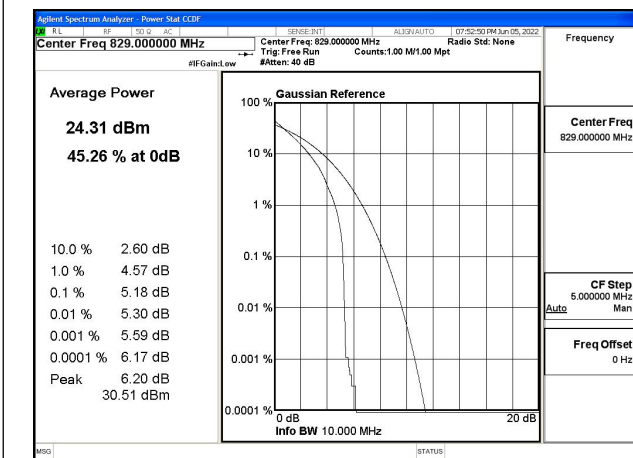 Agilent Spectrum Analyzer - Power Stat CCDF
RL RF 50 Ω AC SENSE:INT ALIGN AUTO 07:52:50 PM Jun 05, 2022
Center Freq 829.000000 MHz
Center Freq: 829.000000 MHz Radio Std: None
Trig: Free Run Counts:1.00 M/1.00 Mpt
#IFGain:Low #Atten: 40 dB
Frequency
Average Power
24.31 dBm
45.26 % at 0dB
10.0 % 2.60 dB
1.0 % 4.57 dB
0.1 % 5.18 dB
0.01 % 5.30 dB
0.001 % 5.59 dB
0.0001 % 6.17 dB
Peak 6.20 dB
30.51 dBm
Gaussian Reference
100 %
10 %
1 %
0.1 %
0.01 %
0.001 %
0.0001 %
0 dB 20 dB
Info BW 10.000 MHz
Center Freq
829.000000 MHz
CF Step
5.000000 MHz
Auto Man
Freq Offset
0 Hz
MSG STATUS